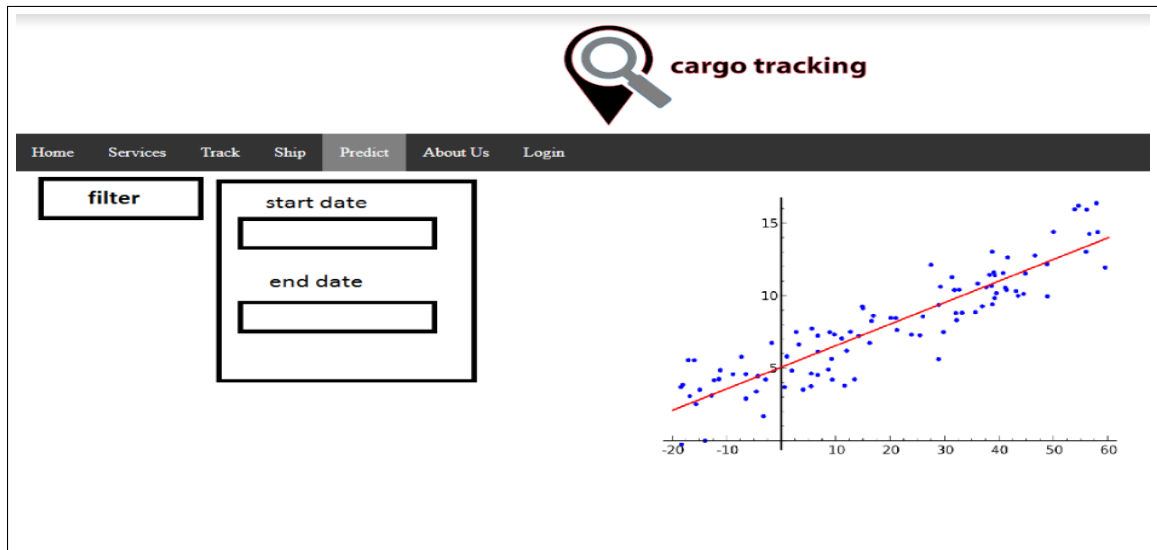 cargo tracking
Home Services Track Ship Predict About Us Login
filter
start date
end date
15
10
5
-20 -10 10 20 30 40 50 60